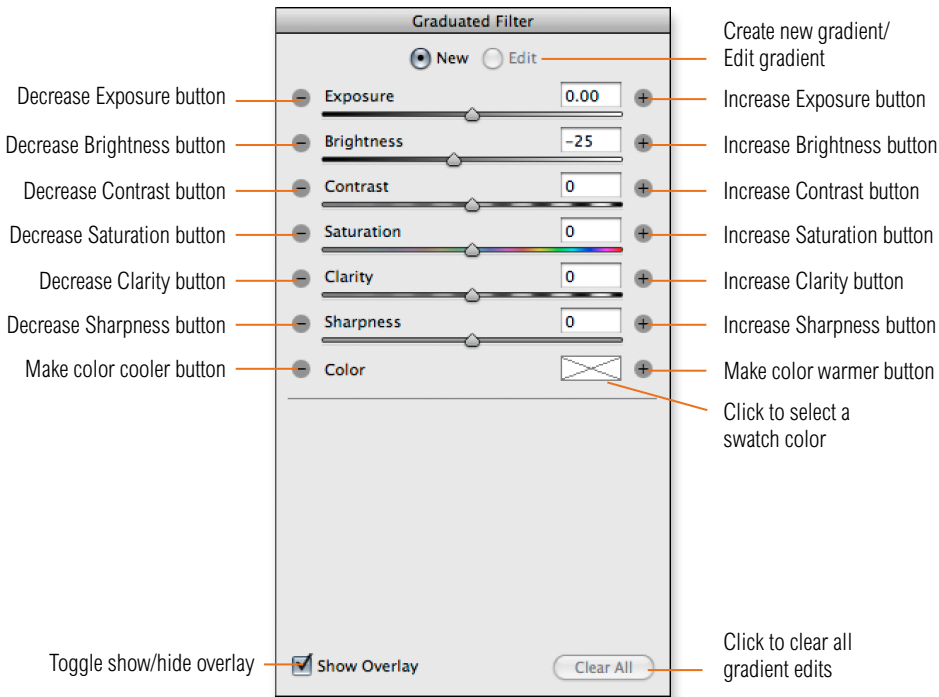 Graduated Filter
New Edit
Create new gradient/
Edit gradient
Decrease Exposure button
Exposure 0.00
Increase Exposure button
Decrease Brightness button
Brightness -25
Increase Brightness button
Decrease Contrast button
Contrast 0
Increase Contrast button
Decrease Saturation button
Saturation 0
Increase Saturation button
Decrease Clarity button
Clarity 0
Increase Clarity button
Decrease Sharpness button
Sharpness 0
Increase Sharpness button
Make color cooler button
Color
Make color warmer button
Click to select a
swatch color
Toggle show/hide overlay
Show Overlay
Clear All
Click to clear all
gradient edits